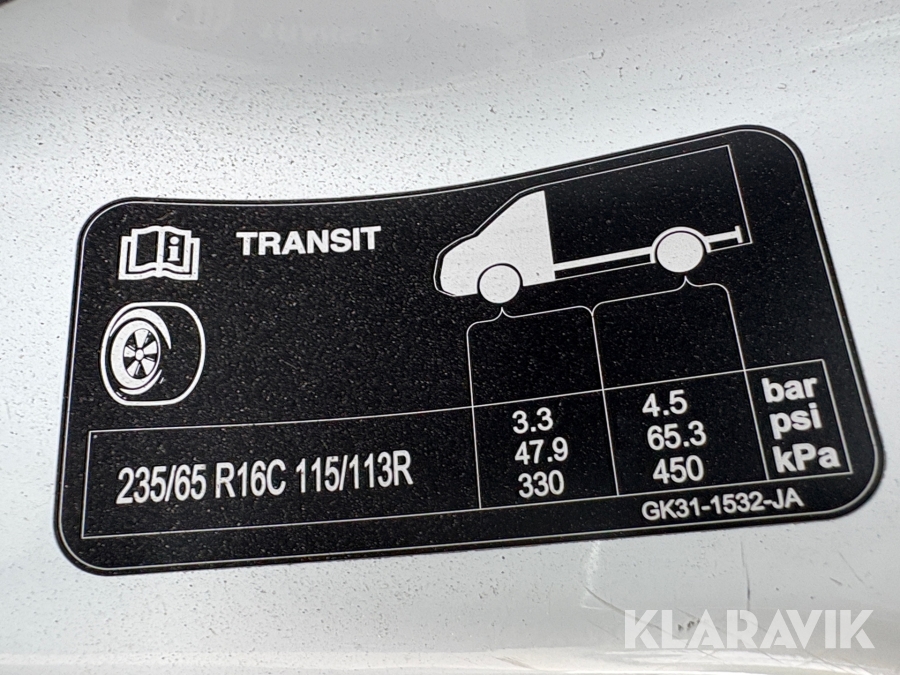 TRANSIT
235/65 R16C 115/113R
3.3 4.5 bar
47.9 65.3 psi
330 450 kPa
GK31-1532-JA
KLARAVIK